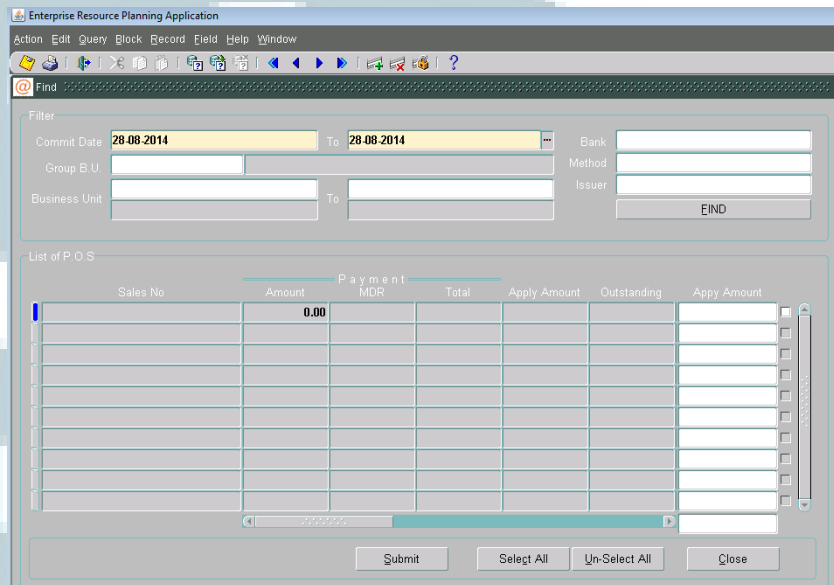 Enterprise Resource Planning Application
Action Edit Query Block Record Field Help Window
Find
Filter
Commit Date 28-08-2014 To 28-08-2014 ... Bank
Group B.U. Method
Business Unit To Issuer
FIND
List of P.O.S
Payment
Sales No Amount MDR Total Apply Amount Outstanding Appy Amount
0.00
Submit Select All Un-Select All Close